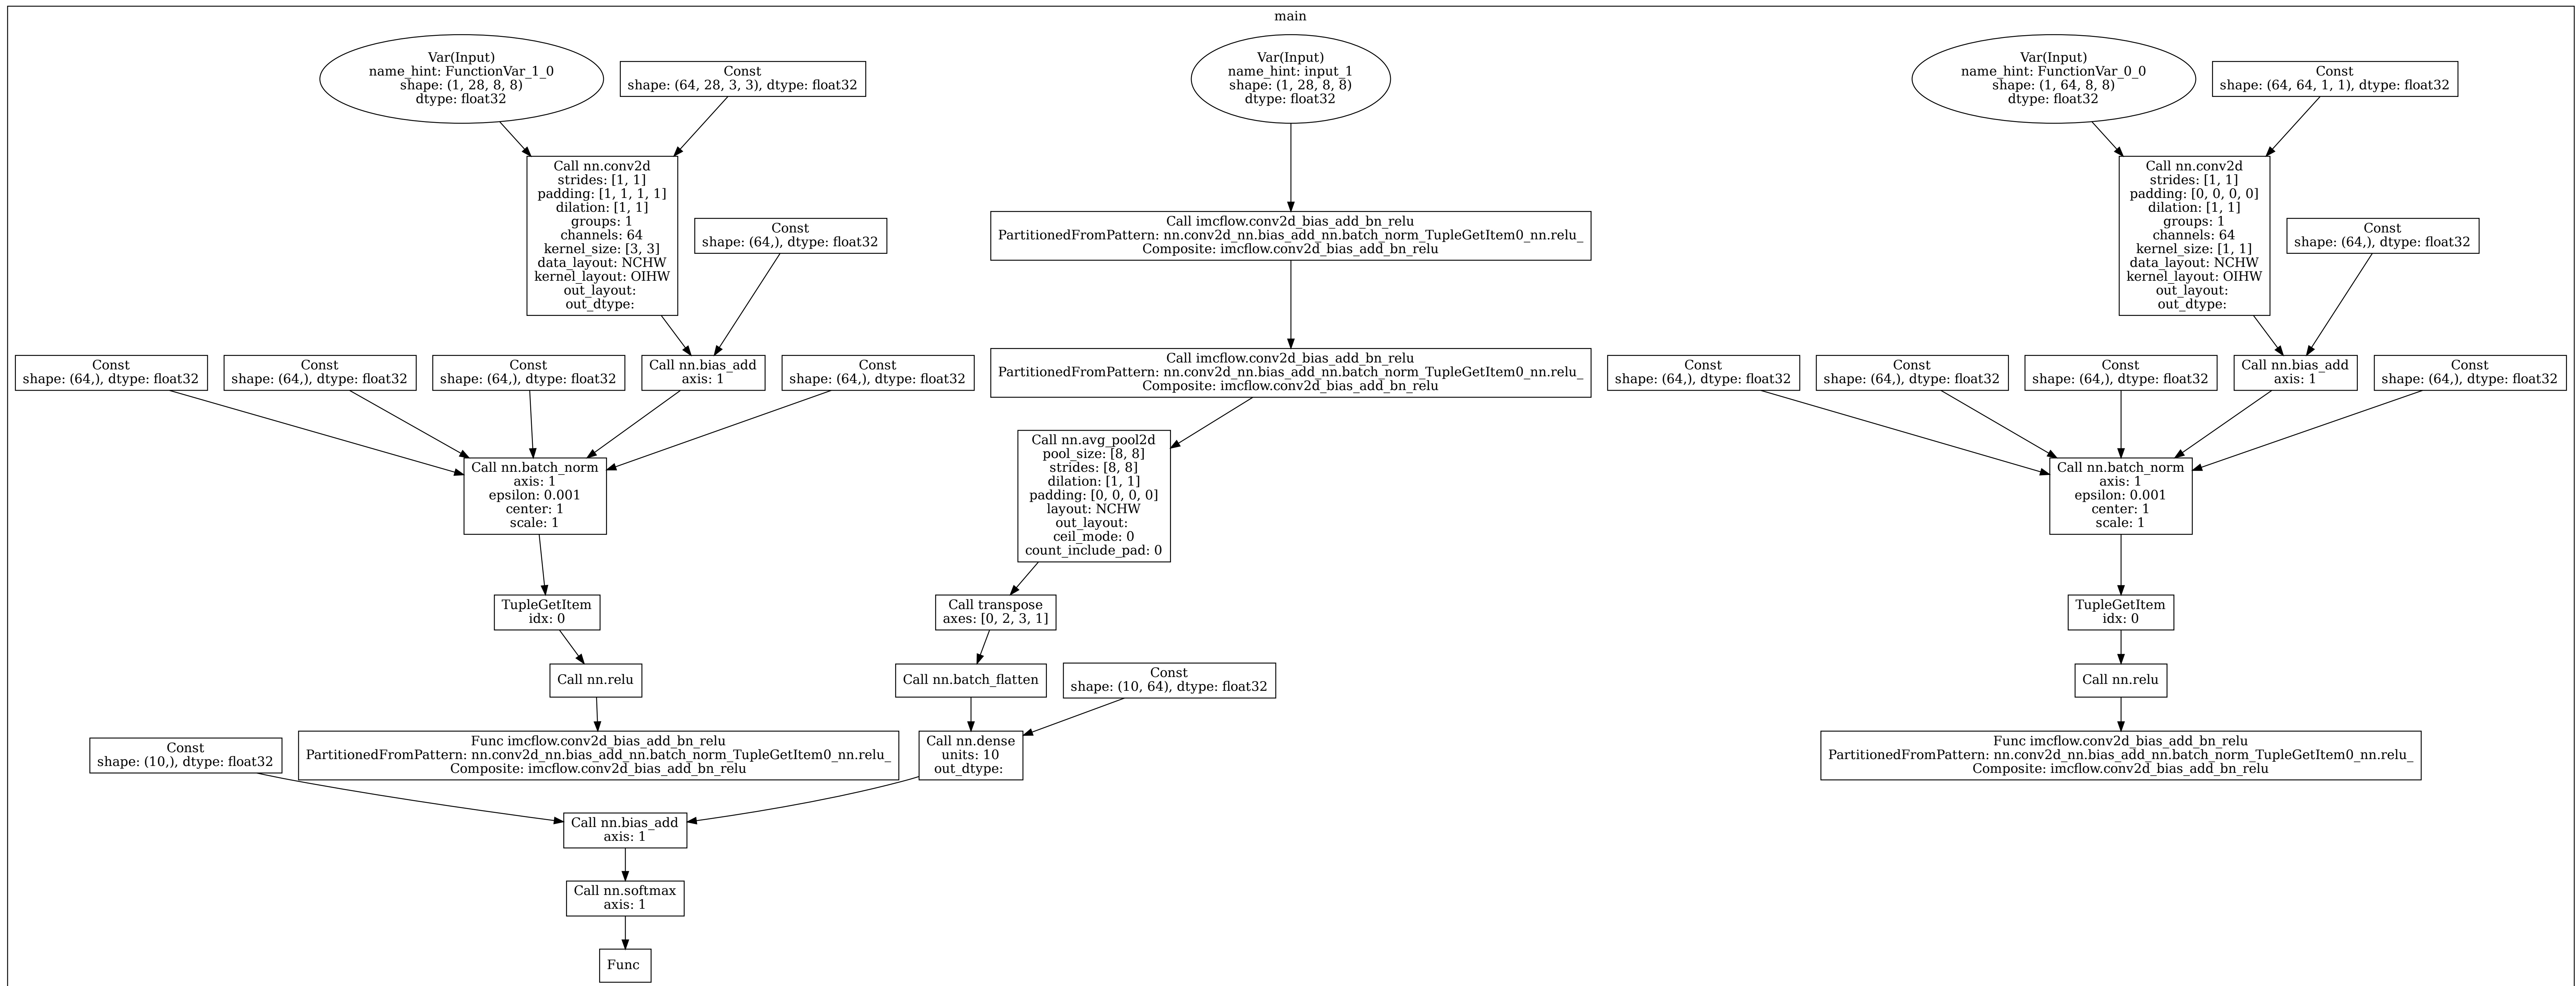 main
Var(Input)
name_hint: FunctionVar_1_0
shape: (1, 28, 8, 8)
dtype: float32
Const
shape: (64, 28, 3, 3), dtype: float32
Var(Input)
name_hint: input_1
shape: (1, 28, 8, 8)
dtype: float32
Var(Input)
name_hint: FunctionVar_0_0
shape: (1, 64, 8, 8)
dtype: float32
Const
shape: (64, 64, 1, 1), dtype: float32
Call nn.conv2d
strides: [1, 1]
padding: [1, 1, 1, 1]
dilation: [1, 1]
groups: 1
channels: 64
kernel_size: [3, 3]
data_layout: NCHW
kernel_layout: OIHW
out_layout:
out_dtype:
Const
shape: (64,), dtype: float32
Call imcflow.conv2d_bias_add_bn_relu
PartitionedFromPattern: nn.conv2d_nn.bias_add_nn.batch_norm_TupleGetItem0_nn.relu_
Composite: imcflow.conv2d_bias_add_bn_relu
Call nn.conv2d
strides: [1, 1]
padding: [0, 0, 0, 0]
dilation: [1, 1]
groups: 1
channels: 64
kernel_size: [1, 1]
data_layout: NCHW
kernel_layout: OIHW
out_layout:
out_dtype:
Const
shape: (64,), dtype: float32
Const
shape: (64,), dtype: float32
Const
shape: (64,), dtype: float32
Const
shape: (64,), dtype: float32
Call nn.bias_add
axis: 1
Const
shape: (64,), dtype: float32
Call imcflow.conv2d_bias_add_bn_relu
PartitionedFromPattern: nn.conv2d_nn.bias_add_nn.batch_norm_TupleGetItem0_nn.relu_
Composite: imcflow.conv2d_bias_add_bn_relu
Const
shape: (64,), dtype: float32
Const
shape: (64,), dtype: float32
Const
shape: (64,), dtype: float32
Call nn.bias_add
axis: 1
Const
shape: (64,), dtype: float32
Call nn.batch_norm
axis: 1
epsilon: 0.001
center: 1
scale: 1
Call nn.avg_pool2d
pool_size: [8, 8]
strides: [8, 8]
dilation: [1, 1]
padding: [0, 0, 0, 0]
layout: NCHW
out_layout:
ceil_mode: 0
count_include_pad: 0
Call nn.batch_norm
axis: 1
epsilon: 0.001
center: 1
scale: 1
TupleGetItem
idx: 0
Call transpose
axes: [0, 2, 3, 1]
TupleGetItem
idx: 0
Call nn.relu
Call nn.batch_flatten
Const
shape: (10, 64), dtype: float32
Call nn.relu
Const
shape: (10,), dtype: float32
Func imcflow.conv2d_bias_add_bn_relu
PartitionedFromPattern: nn.conv2d_nn.bias_add_nn.batch_norm_TupleGetItem0_nn.relu_
Composite: imcflow.conv2d_bias_add_bn_relu
Call nn.dense
units: 10
out_dtype:
Func imcflow.conv2d_bias_add_bn_relu
PartitionedFromPattern: nn.conv2d_nn.bias_add_nn.batch_norm_TupleGetItem0_nn.relu_
Composite: imcflow.conv2d_bias_add_bn_relu
Call nn.bias_add
axis: 1
Call nn.softmax
axis: 1
Func